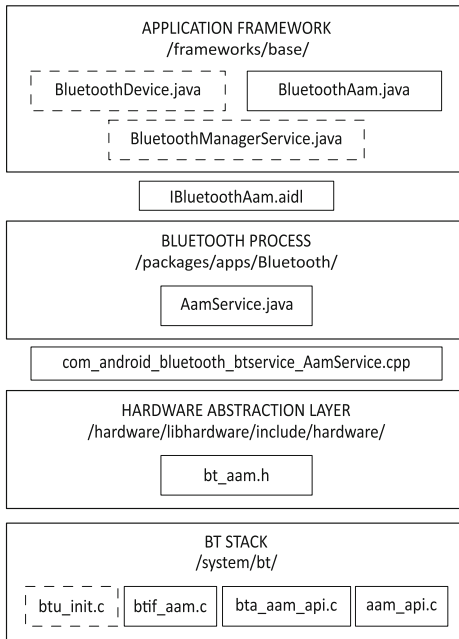 APPLICATION FRAMEWORK
/frameworks/base/
BluetoothDevice.java
BluetoothAam.java
BluetoothManagerService.java
IBluetoothAam.aidl
BLUETOOTH PROCESS
/packages/apps/Bluetooth/
AamService.java
com_android_bluetooth_btservice_AamService.cpp
HARDWARE ABSTRACTION LAYER
/hardware/libhardware/include/hardware/
bt_aam.h
BT STACK
/system/bt/
btu_init.c
btif_aam.c
bta_aam_api.c
aam_api.c